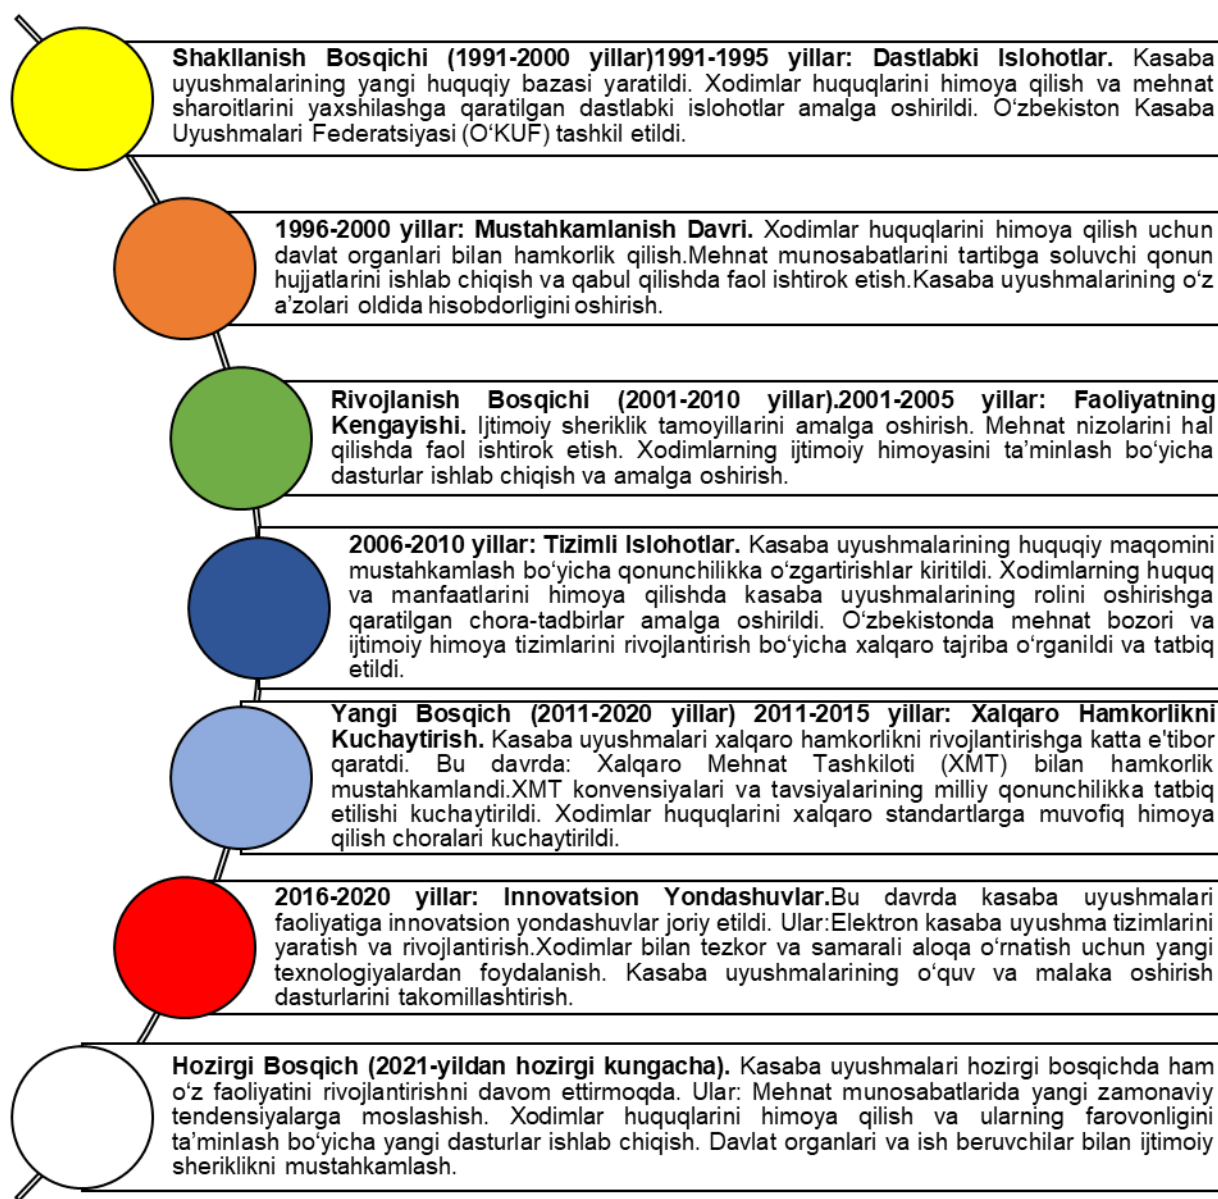 Shakllanish Bosqichi (1991-2000 yillar)1991-1995 yillar: Dastlabki Islohotlar. Kasaba
uyushmalarining yangi huquqiy bazasi yaratildi. Xodimlar huquqlarini himoya qilish va mehnat
sharoitlarini yaxshilashga qaratilgan dastlabki islohotlar amalga oshirildi. O‘zbekiston Kasaba
Uyushmalari Federatsiyasi (O‘KUF) tashkil etildi.
1996-2000 yillar: Mustahkamlanish Davri. Xodimlar huquqlarini himoya qilish uchun
davlat organlari bilan hamkorlik qilish.Mehnat munosabatlarini tartibga soluvchi qonun
hujjatlarini ishlab chiqish va qabul qilishda faol ishtirok etish.Kasaba uyushmalarining o‘z
a’zolari oldida hisobdorligini oshirish.
Rivojlanish Bosqichi (2001-2010 yillar).2001-2005 yillar: Faoliyatning
Kengayishi. Ijtimoiy sheriklik tamoyillarini amalga oshirish. Mehnat nizolarini hal
qilishda faol ishtirok etish. Xodimlarning ijtimoiy himoyasini ta’minlash bo‘yicha
dasturlar ishlab chiqish va amalga oshirish.
2006-2010 yillar: Tizimli Islohotlar. Kasaba uyushmalarining huquqiy maqomini
mustahkamlash bo‘yicha qonunchilikka o‘zgartirishlar kiritildi. Xodimlarning huquq
va manfaatlarini himoya qilishda kasaba uyushmalarining rolini oshirishga
qaratilgan chora-tadbirlar amalga oshirildi. O‘zbekistonda mehnat bozori va
ijtimoiy himoya tizimlarini rivojlantirish bo‘yicha xalqaro tajriba o‘rganildi va tatbiq
etildi.
Yangi Bosqich (2011-2020 yillar) 2011-2015 yillar: Xalqaro Hamkorlikni
Kuchaytirish. Kasaba uyushmalari xalqaro hamkorlikni rivojlantirishga katta e'tibor
qaratdi. Bu davrda: Xalqaro Mehnat Tashkiloti (XMT) bilan hamkorlik
mustahkamlandi.XMT konvensiyalari va tavsiyalarining milliy qonunchilikka tatbiq
etilishi kuchaytirildi. Xodimlar huquqlarini xalqaro standartlarga muvofiq himoya
qilish choralari kuchaytirildi.
2016-2020 yillar: Innovatsion Yondashuvlar.Bu davrda kasaba uyushmalari
faoliyatiga innovatsion yondashuvlar joriy etildi. Ular:Elektron kasaba uyushma tizimlarini
yaratish va rivojlantirish.Xodimlar bilan tezkor va samarali aloqa o‘rnatish uchun yangi
texnologiyalardan foydalanish. Kasaba uyushmalarining o‘quv va malaka oshirish
dasturlarini takomillashtirish.
Hozirgi Bosqich (2021-yildan hozirgi kungacha). Kasaba uyushmalari hozirgi bosqichda ham
o‘z faoliyatini rivojlantirishni davom ettirmoqda. Ular: Mehnat munosabatlarida yangi zamonaviy
tendensiyalarga moslashish. Xodimlar huquqlarini himoya qilish va ularning farovonligini
ta’minlash bo‘yicha yangi dasturlar ishlab chiqish. Davlat organlari va ish beruvchilar bilan ijtimoiy
sheriklikni mustahkamlash.